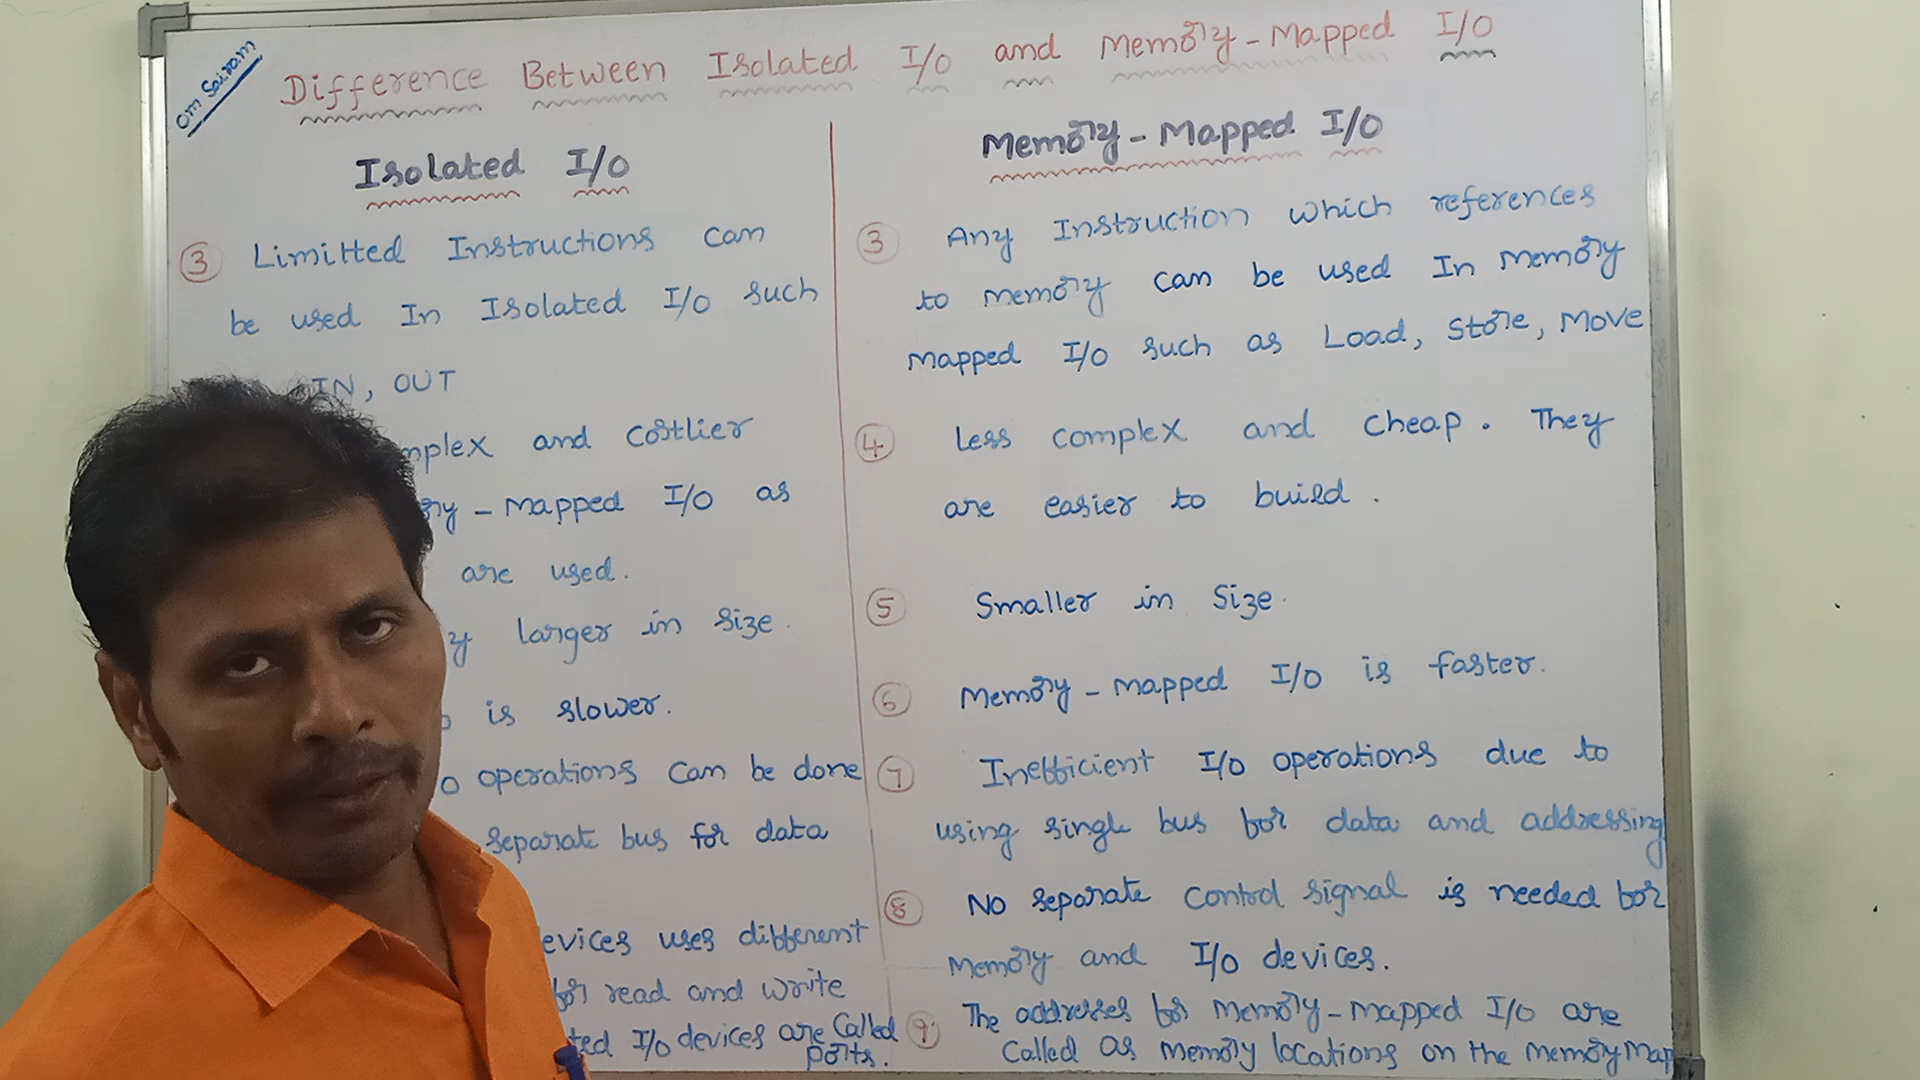 Om Sairam
Difference Between Isolated I/O and Memory-Mapped I/O
Isolated I/O
③ Limitted Instructions can
be used In Isolated I/O such
IN, OUT
and costlier
-Mapped I/O as
are used.
larger in size.
is slower.
operations can be done
separate bus for data
uses different
for read and write
I/O devices are called
ports.
Memory-Mapped I/O
③ Any Instruction which references
to memory can be used In memory
mapped I/O such as Load, Store, Move
④ Less complex and cheap. They
are easier to build.
⑤ Smaller in size.
⑥ Memory-mapped I/O is faster.
⑦ Inefficient I/O operations due to
using single bus for data and addressing
⑧ No separate control signal is needed for
Memory and I/O devices.
⑨ The addresses for Memory-mapped I/O are
called as memory locations on the memory map